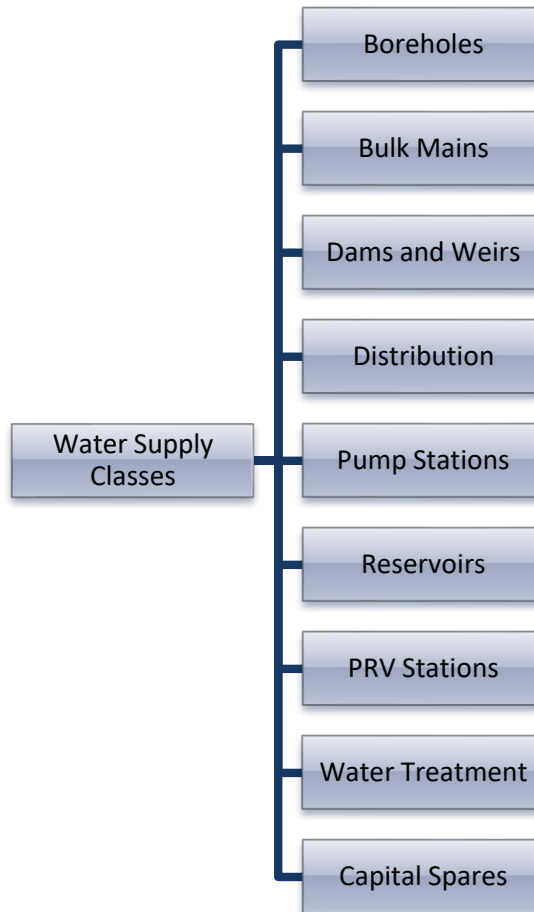 Boreholes
Bulk Mains
Dams and Weirs
Distribution
Water Supply
Classes
Pump Stations
Reservoirs
PRV Stations
Water Treatment
Capital Spares